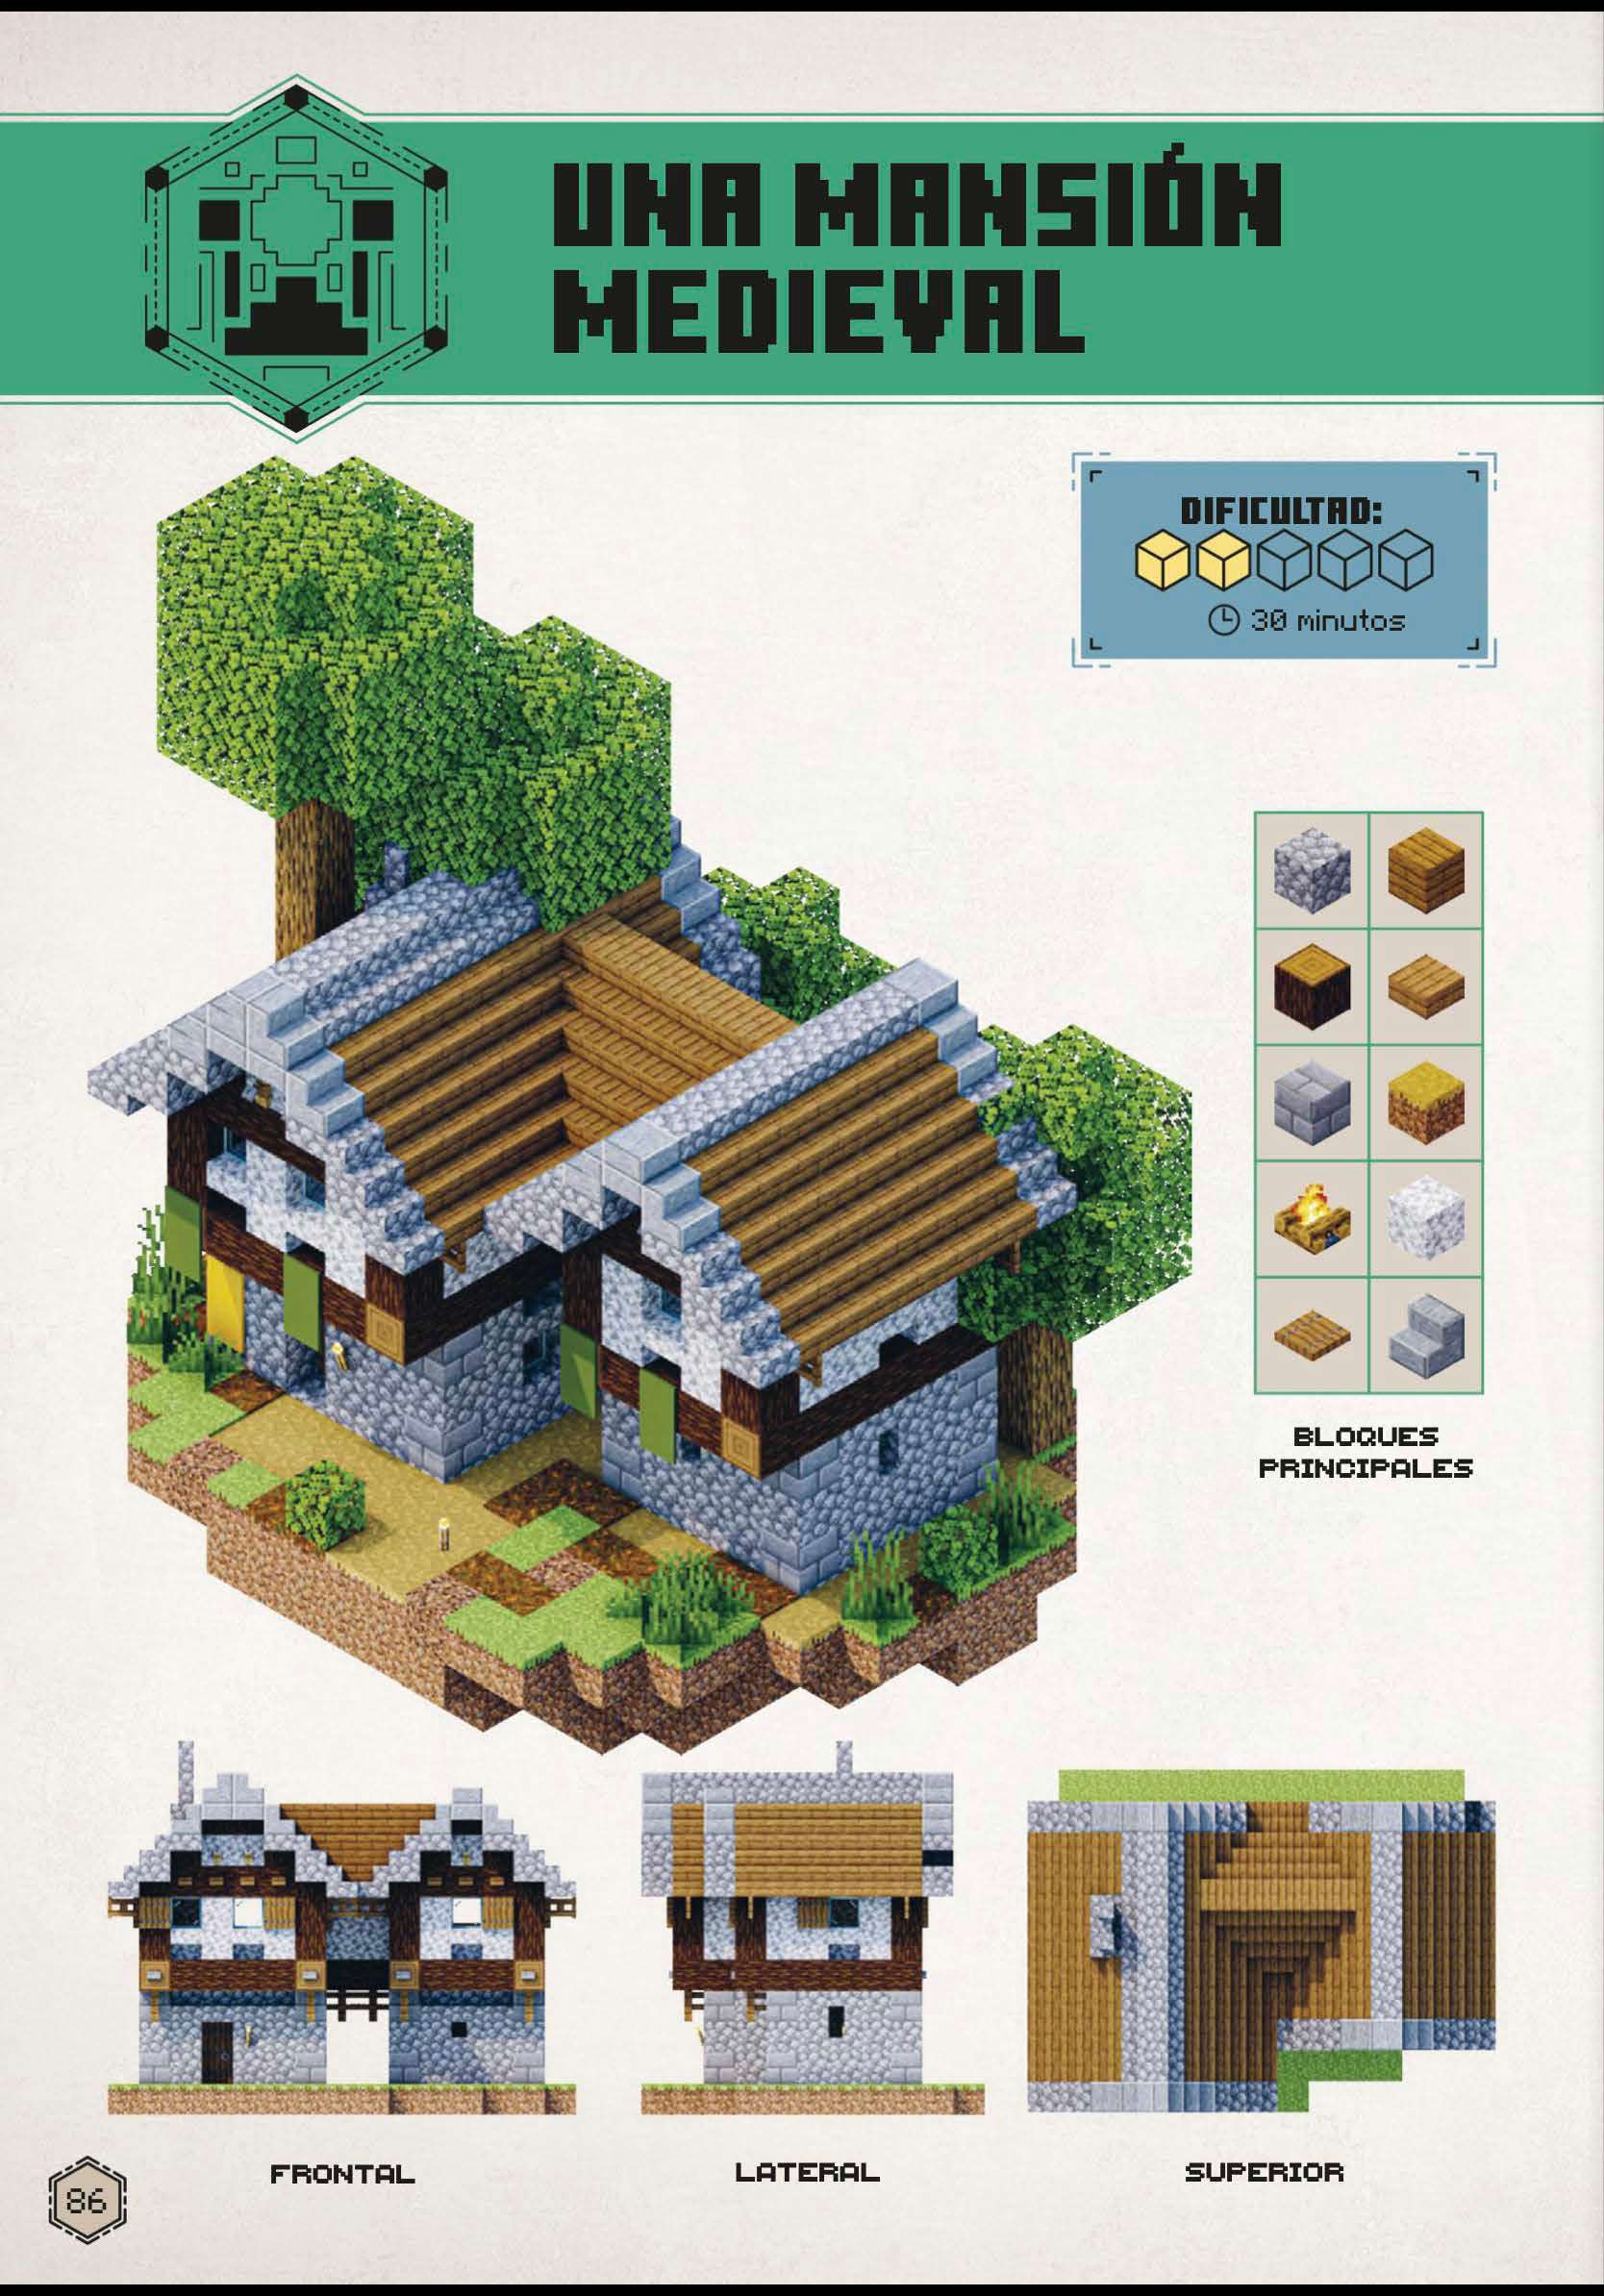 UNA MANSIÓN
MEDIEVAL
DIFICULTAD:
30 minutos
BLOQUES
PRINCIPALES
FRONTAL
LATERAL
SUPERIOR
86